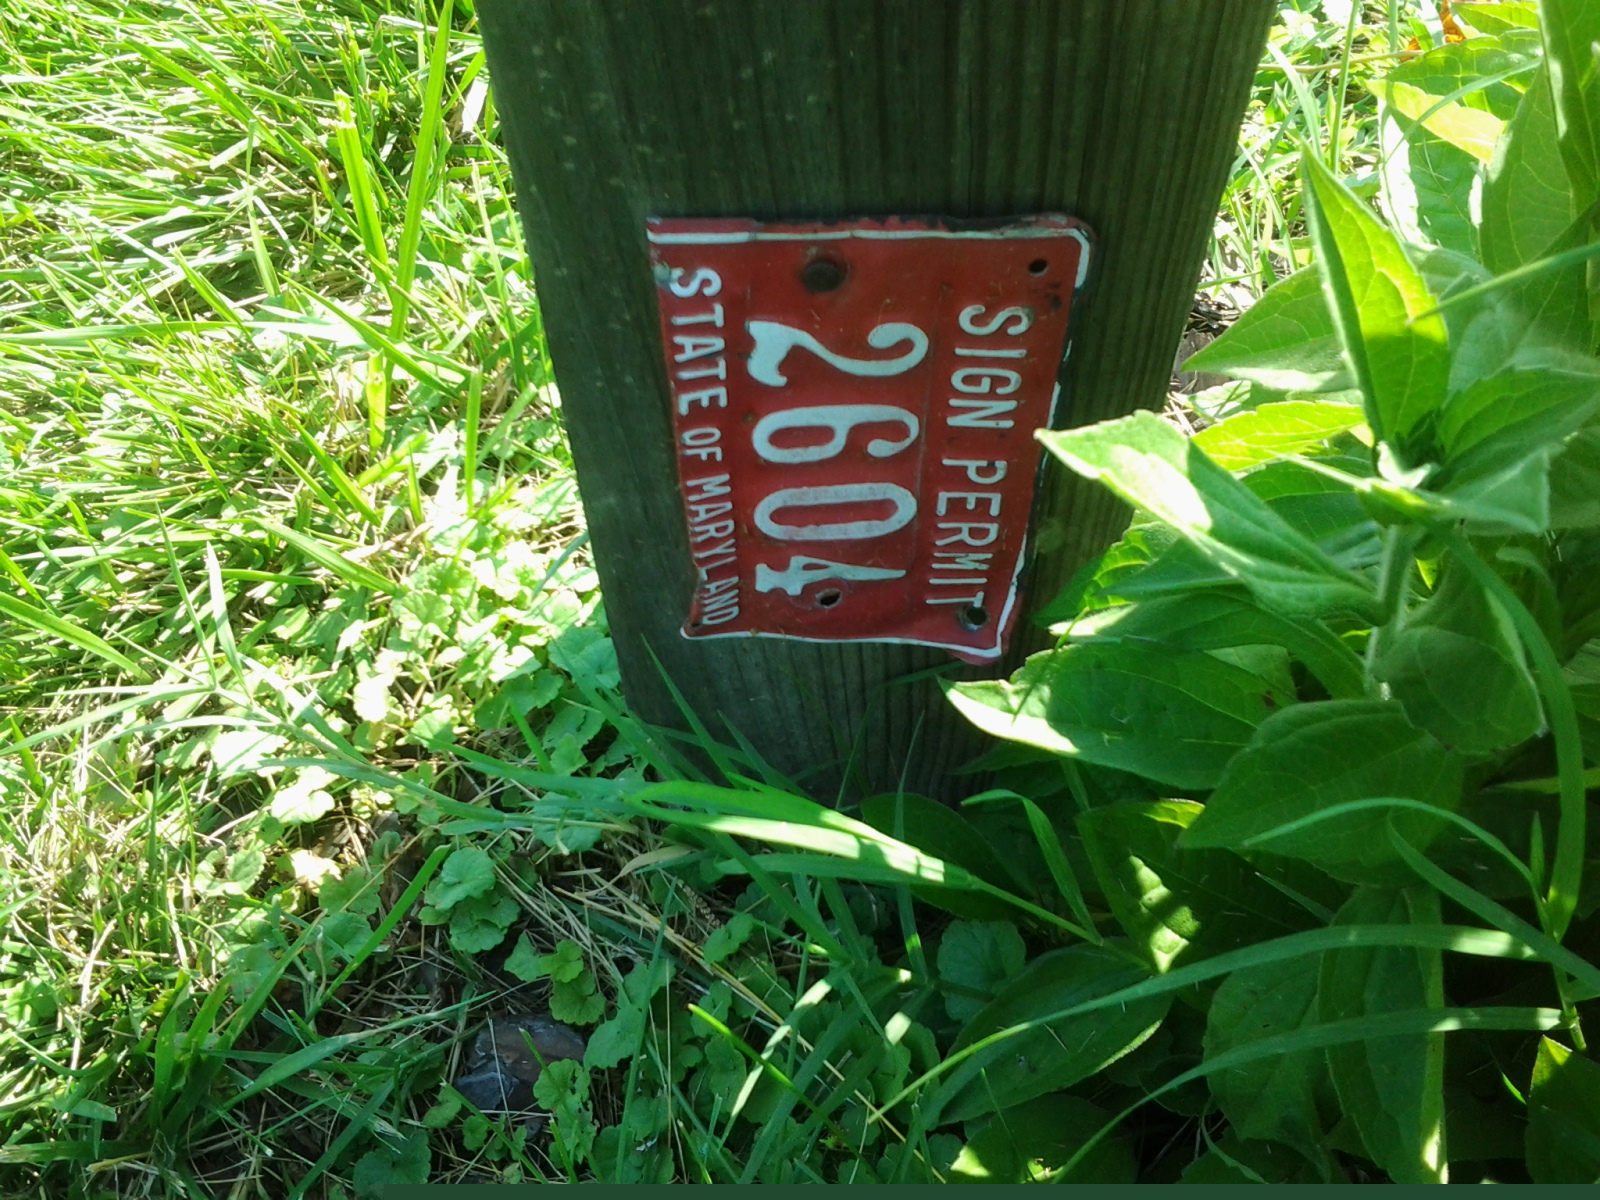 SIGN PERMIT
2604
STATE OF MARYLAND